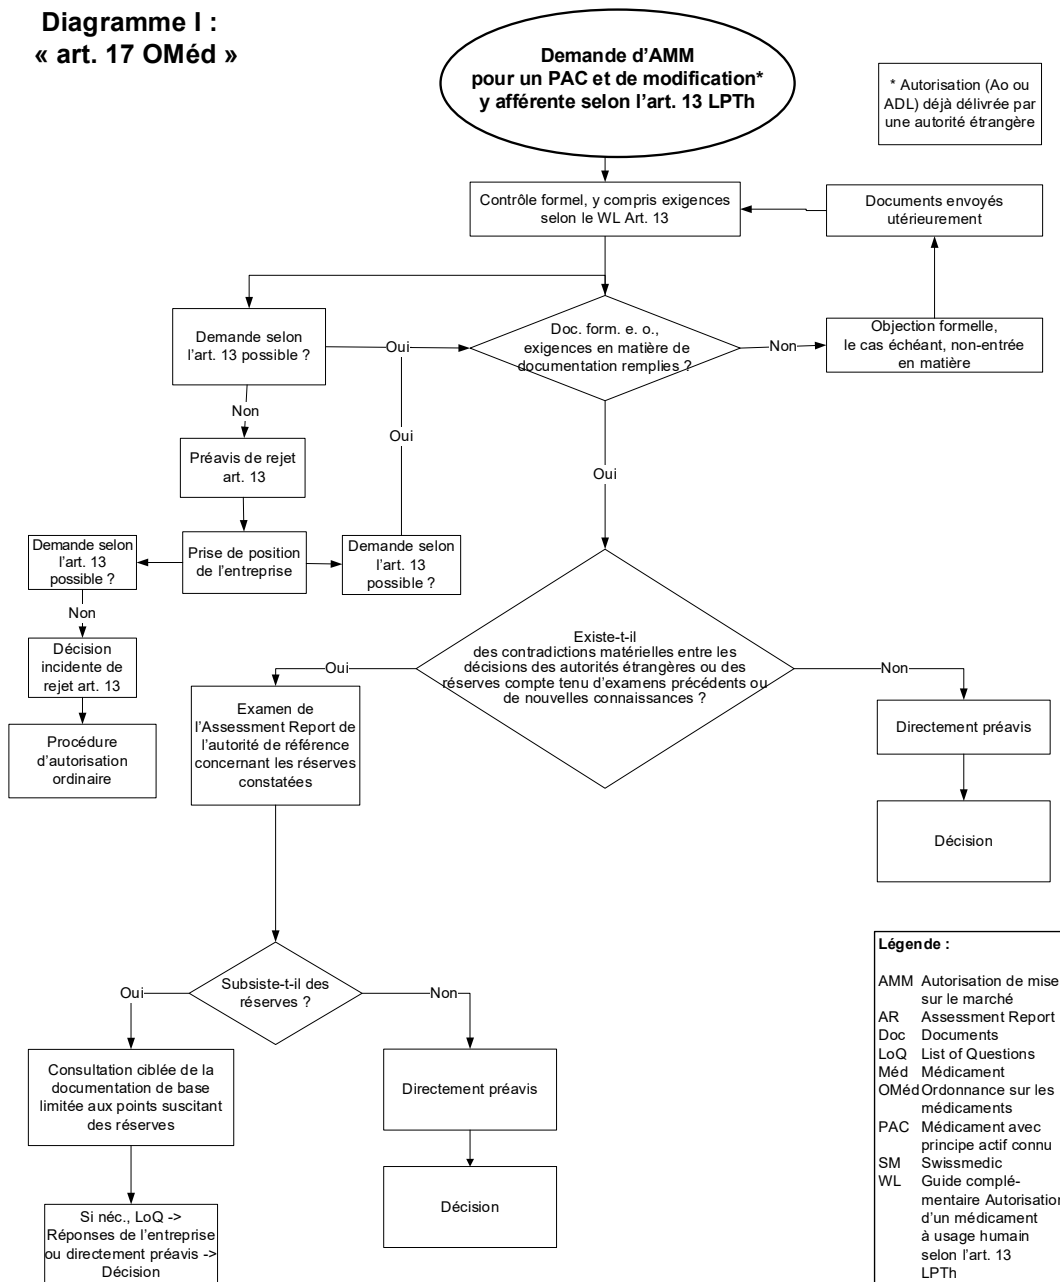 Diagramme I :
« art. 17 OMéd »
Demande d'AMM
pour un PAC et de modification*
y afférente selon l'art. 13 LPTh
* Autorisation (Ao ou
ADL) déjà délivrée par
une autorité étrangère
Contrôle formel, y compris exigences
selon le WL Art. 13
Documents envoyés
utérieurement
Demande selon
l'art. 13 possible ?
Oui
Doc. form. e. o.,
exigences en matière de
documentation remplies ?
Non
Objection formelle,
le cas échéant, non-entrée
en matière
Non
Oui
Préavis de rejet
art. 13
Oui
Demande selon
l'art. 13
possible ?
Prise de position
de l'entreprise
Demande selon
l'art. 13
possible ?
Non
Décision
incidente de
rejet art. 13
Procédure
d'autorisation
ordinaire
Existe-t-il
des contradictions matérielles entre les
décisions des autorités étrangères ou des
réserves compte tenu d'examens précédents ou
de nouvelles connaissances ?
Oui
Non
Examen de
l'Assessment Report de
l'autorité de référence
concernant les réserves
constatées
Directement préavis
Décision
Subsiste-t-il des
réserves ?
Oui
Non
Consultation ciblée de la
documentation de base
limitée aux points suscitant
des réserves
Directement préavis
Si néc., LoQ ->
Réponses de l'entreprise
ou directement préavis ->
Décision
Décision
Légende :
AMM Autorisation de mise
sur le marché
AR Assessment Report
Doc Documents
LoQ List of Questions
Méd Médicament
OMéd Ordonnance sur les
médicaments
PAC Médicament avec
principe actif connu
SM Swissmedic
WL Guide complé-
mentaire Autorisation
d'un médicament
à usage humain
selon l'art. 13
LPTh